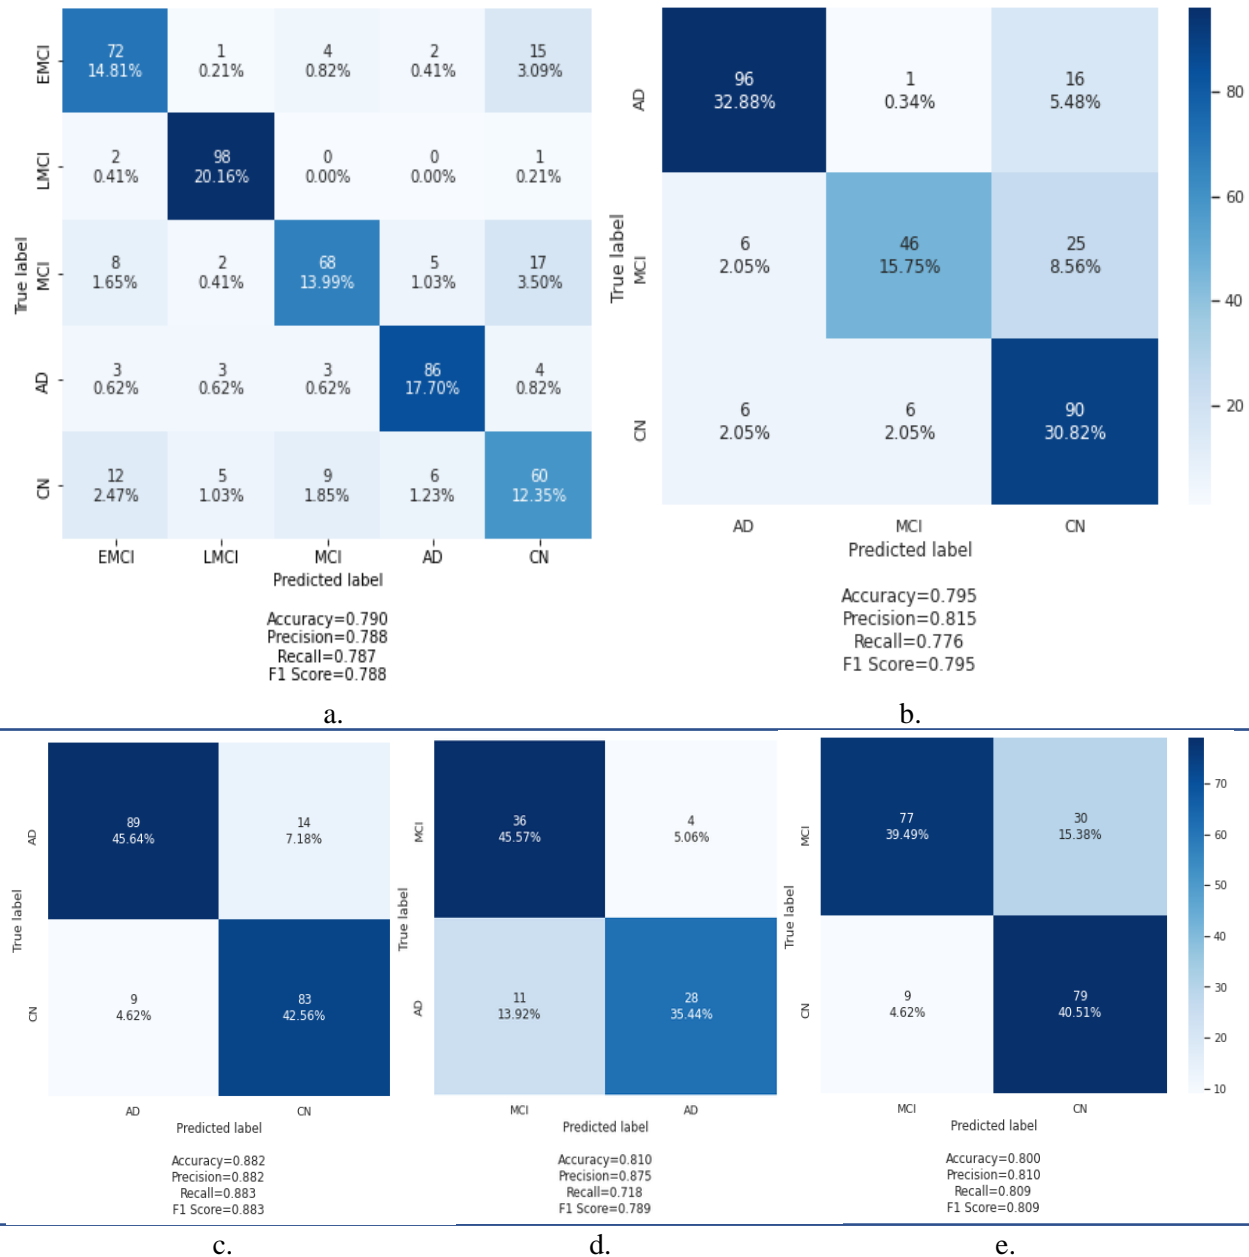 EMCI 72 1 4 2 15
14.81% 0.21% 0.82% 0.41% 3.09%
LMCI 2 98 0 0 1
0.41% 20.16% 0.00% 0.00% 0.21%
True label
MCI 8 2 68 5 17
1.65% 0.41% 13.99% 1.03% 3.50%
AD 3 3 3 86 4
0.62% 0.62% 0.62% 17.70% 0.82%
CN 12 5 9 6 60
2.47% 1.03% 1.85% 1.23% 12.35%
EMCI LMCI MCI AD CN
Predicted label
Accuracy=0.790
Precision=0.788
Recall=0.787
F1 Score=0.788
a.
AD 96 1 16
32.88% 0.34% 5.48%
True label
MCI 6 46 25
2.05% 15.75% 8.56%
CN 6 6 90
2.05% 2.05% 30.82%
AD MCI CN
Predicted label
80
60
40
20
Accuracy=0.795
Precision=0.815
Recall=0.776
F1 Score=0.795
b.
AD 89 14
45.64% 7.18%
True label
CN 9 83
4.62% 42.56%
AD CN
Predicted label
Accuracy=0.882
Precision=0.882
Recall=0.883
F1 Score=0.883
c.
MCI 36 4
45.57% 5.06%
True label
AD 11 28
13.92% 35.44%
MCI AD
Predicted label
Accuracy=0.810
Precision=0.875
Recall=0.718
F1 Score=0.789
d.
MCI 77 30
39.49% 15.38%
True label
CN 9 79
4.62% 40.51%
MCI CN
Predicted label
70
60
50
40
30
20
10
Accuracy=0.800
Precision=0.810
Recall=0.809
F1 Score=0.809
e.